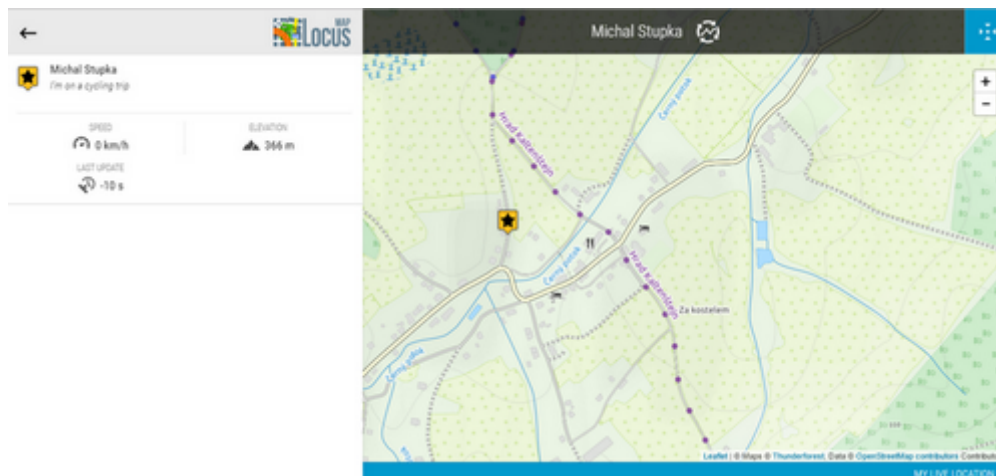 MAP
LOCUS
Michal Stupka
Michal Stupka
I'm on a cycling trip
SPEED
0 km/h
ELEVATION
366 m
LAST UPDATE
-10 s
+
−
Černý potok
Hrad Kaltenštejn
Černý potok
Hrad Kaltenštejn
Za kostelem
Černý potok
Leaflet | © Maps © Thunderforest, Data © OpenStreetMap contributors Contribut
MY LIVE LOCATION